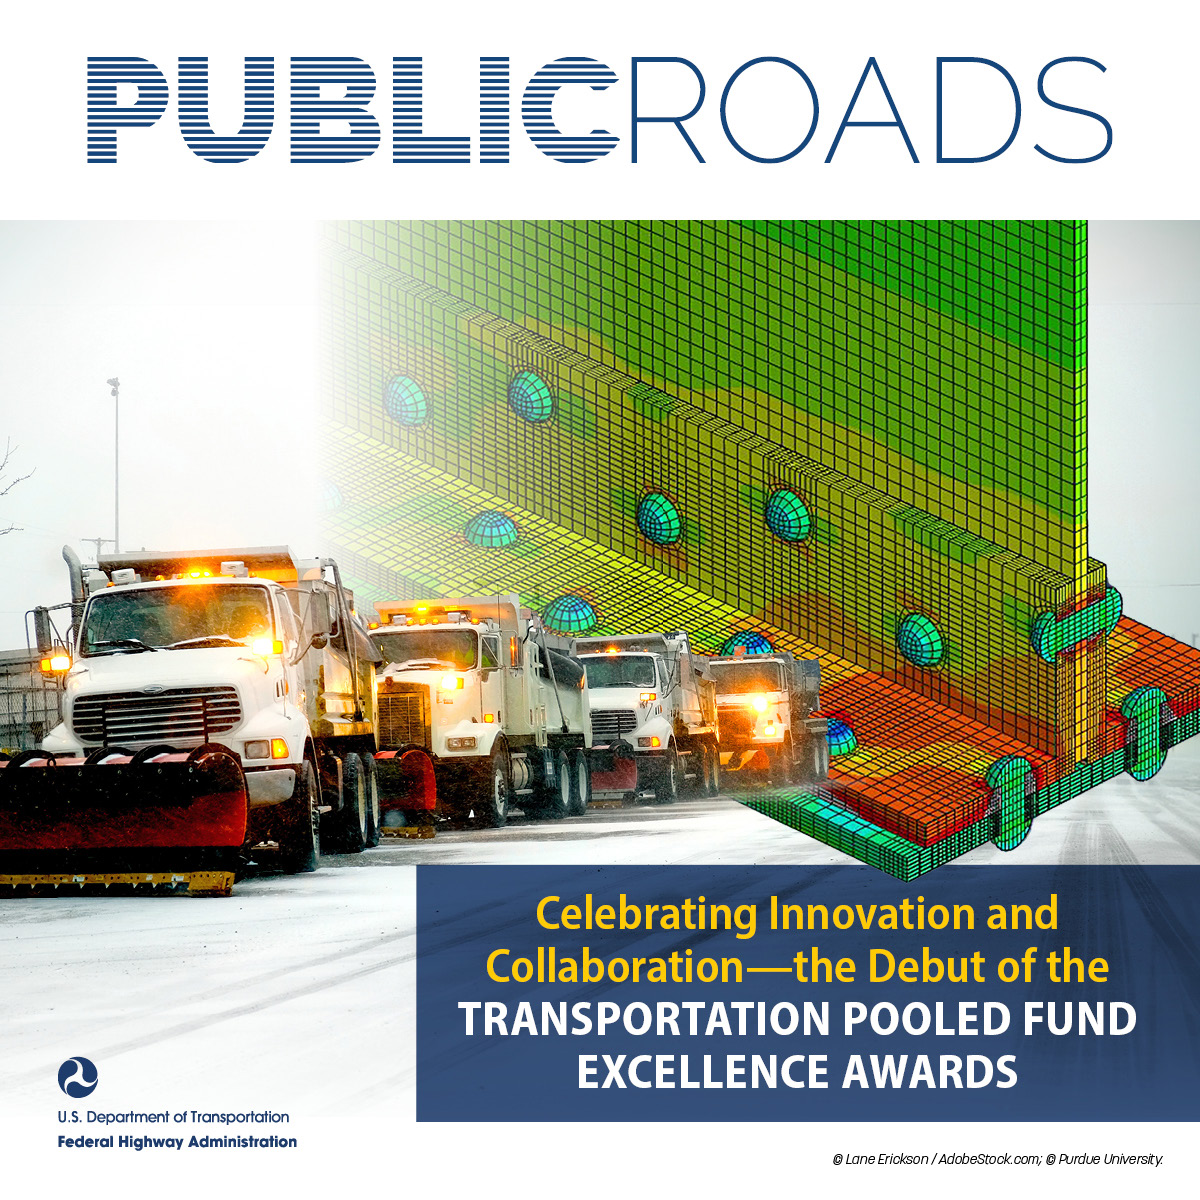 PUBLICROADS
Celebrating Innovation and
Collaboration—the Debut of the
TRANSPORTATION POOLED FUND
EXCELLENCE AWARDS
U.S. Department of Transportation
Federal Highway Administration
© Lane Erickson / AdobeStock.com; © Purdue University.